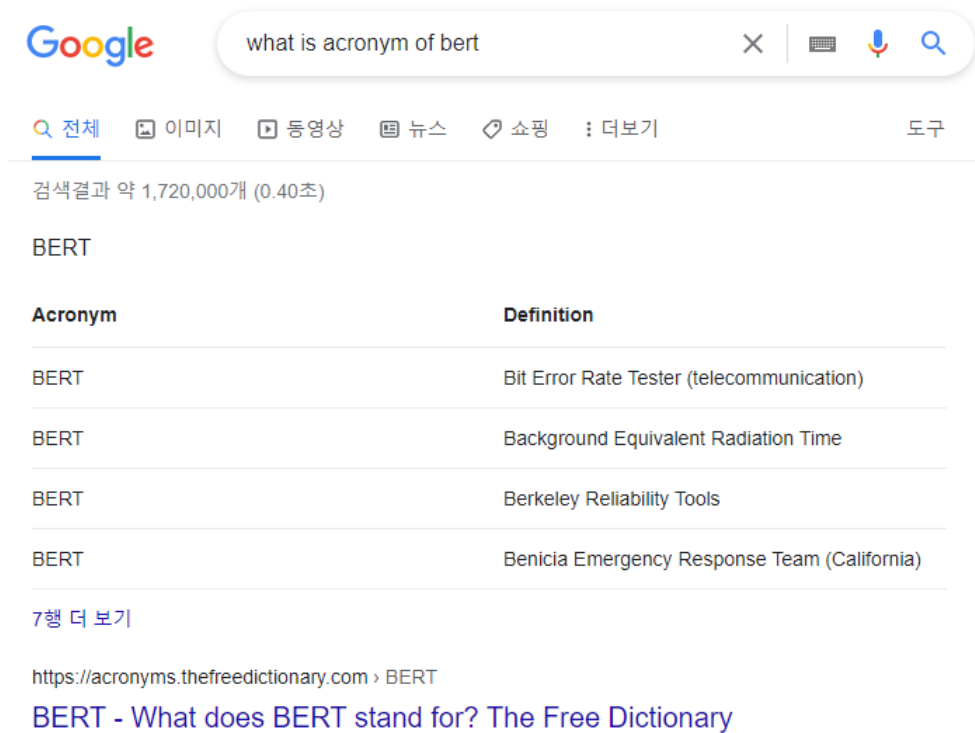 Google what is acronym of bert
전체 이미지 동영상 뉴스 쇼핑 더보기 도구
검색결과 약 1,720,000개 (0.40초)
BERT
Acronym Definition
BERT Bit Error Rate Tester (telecommunication)
BERT Background Equivalent Radiation Time
BERT Berkeley Reliability Tools
BERT Benicia Emergency Response Team (California)
7행 더 보기
https://acronyms.thefreedictionary.com › BERT
BERT - What does BERT stand for? The Free Dictionary